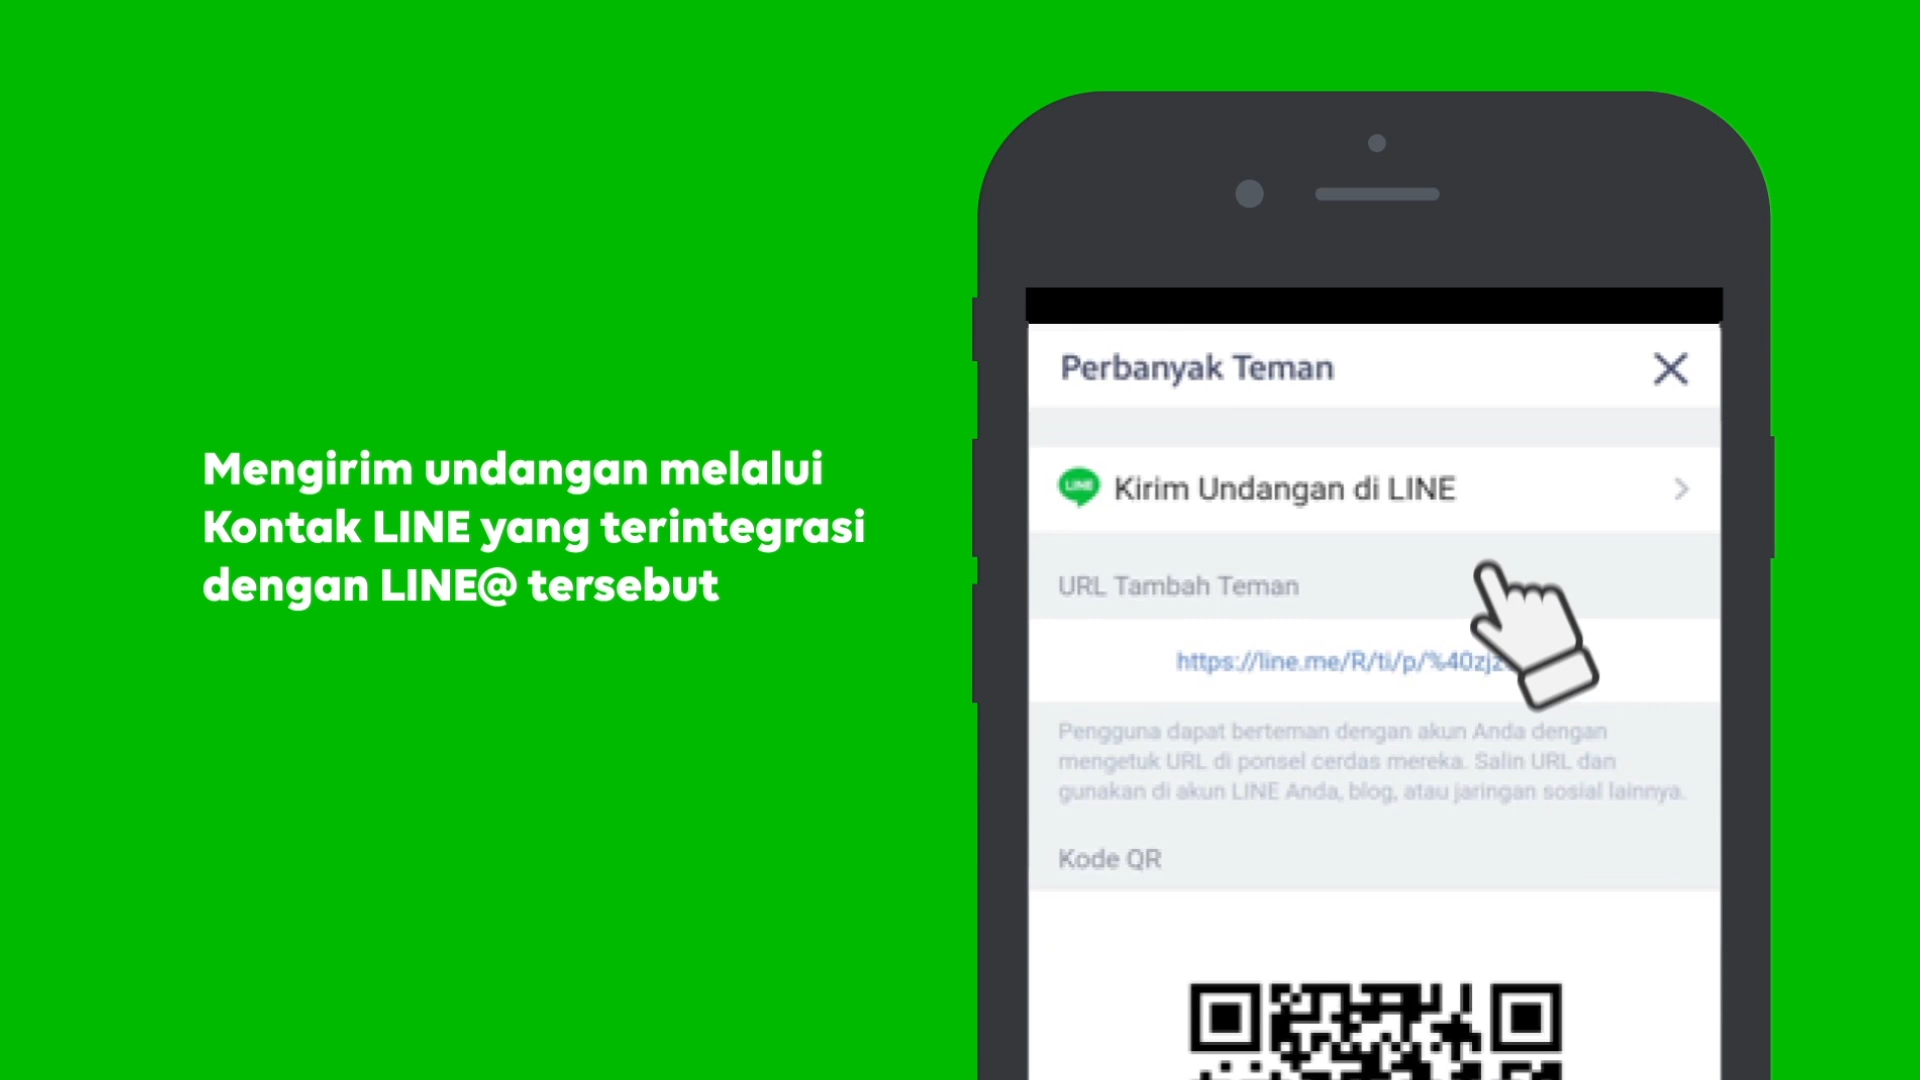 Mengirim undangan melalui
Kontak LINE yang terintegrasi
dengan LINE@ tersebut
Perbanyak Teman
LINE Kirim Undangan di LINE
URL Tambah Teman
https://line.me/R/ti/p/%40zjz
Pengguna dapat berteman dengan akun Anda dengan
mengetuk URL di ponsel cerdas mereka. Salin URL dan
gunakan di akun LINE Anda, blog, atau jaringan sosial lainnya.
Kode QR